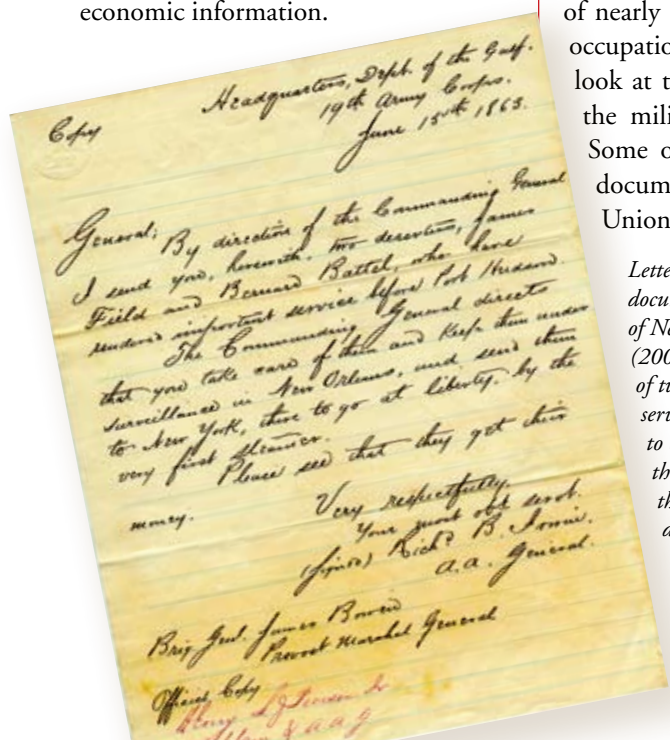 economic information.
of nearly
occupatio
look at t
the mili
Some o
docum
Union
Copy
Headquarters, Dept. of the Gulf.
19th Army Corps.
June 15th 1863.
General;
By direction of the Commanding General
I send you, herewith, two deserters, James
Field and Bernard Battel, who have
rendered important service before Port Hudson.
The Commanding General directs
that you take care of them and keep them under
surveillance in New Orleans, and send them
to New York, there to go at liberty, by the
very first steamer.
Please see that they get their
money.
Very respectfully,
Your most obt servt.
(signed) Richd B. Irwin.
A.A. General.
Brig Genl. James Bowen
Provost Marshal General
Official Copy
A A G
Lette
docu
of Ne
(200
of tu
seru
to
th
th
a